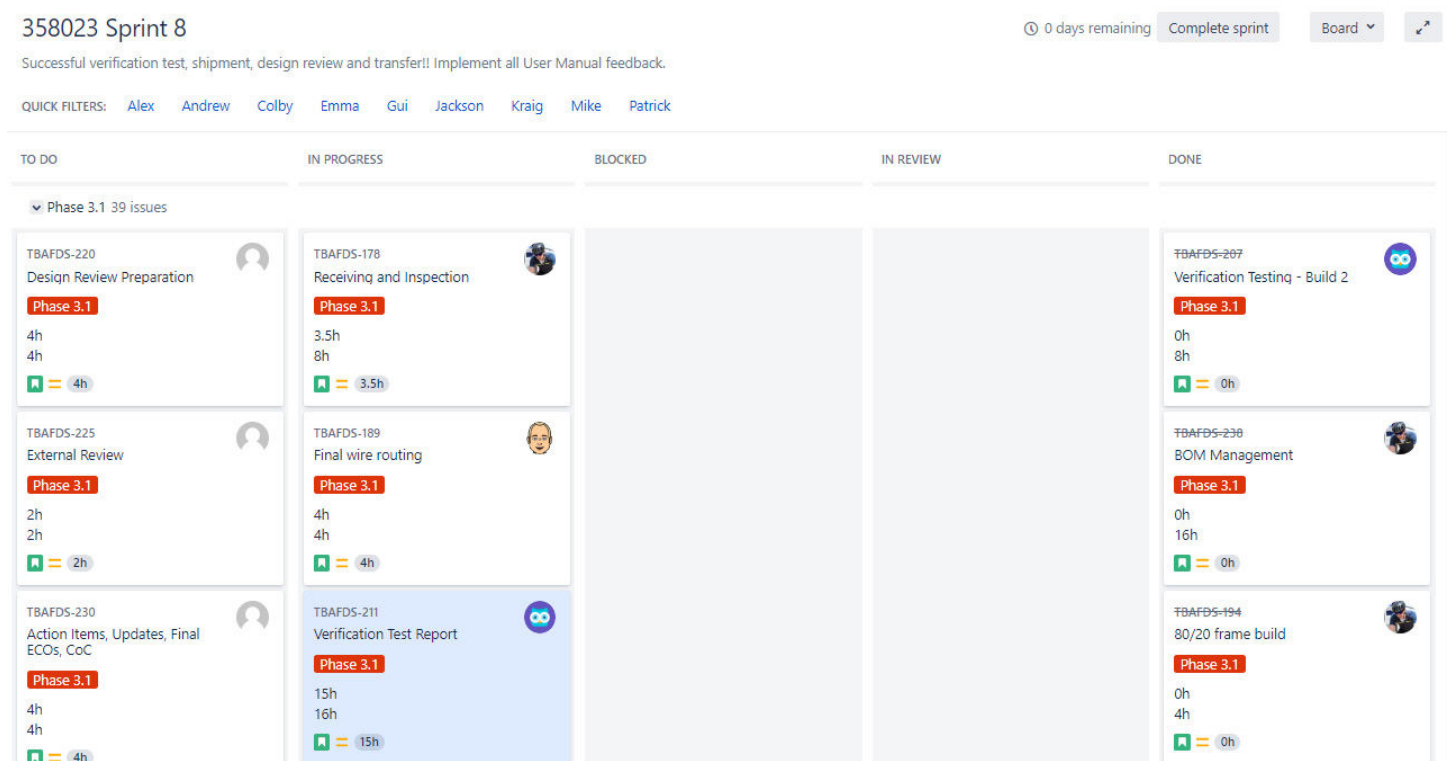 358023 Sprint 8
0 days remaining
Complete sprint
Board
Successful verification test, shipment, design review and transfer!! Implement all User Manual feedback.
QUICK FILTERS: Alex Andrew Colby Emma Gui Jackson Kraig Mike Patrick
TO DO
IN PROGRESS
BLOCKED
IN REVIEW
DONE
Phase 3.1 39 issues
TBAFDS-220
Design Review Preparation
Phase 3.1
4h
4h
4h
TBAFDS-225
External Review
Phase 3.1
2h
2h
2h
TBAFDS-230
Action Items, Updates, Final
ECOs, CoC
Phase 3.1
4h
4h
4h
TBAFDS-178
Receiving and Inspection
Phase 3.1
3.5h
8h
3.5h
TBAFDS-189
Final wire routing
Phase 3.1
4h
4h
4h
TBAFDS-211
Verification Test Report
Phase 3.1
15h
16h
15h
TBAFDS-207
Verification Testing - Build 2
Phase 3.1
0h
8h
0h
TBAFDS-238
BOM Management
Phase 3.1
0h
16h
0h
TBAFDS-194
80/20 frame build
Phase 3.1
0h
4h
0h